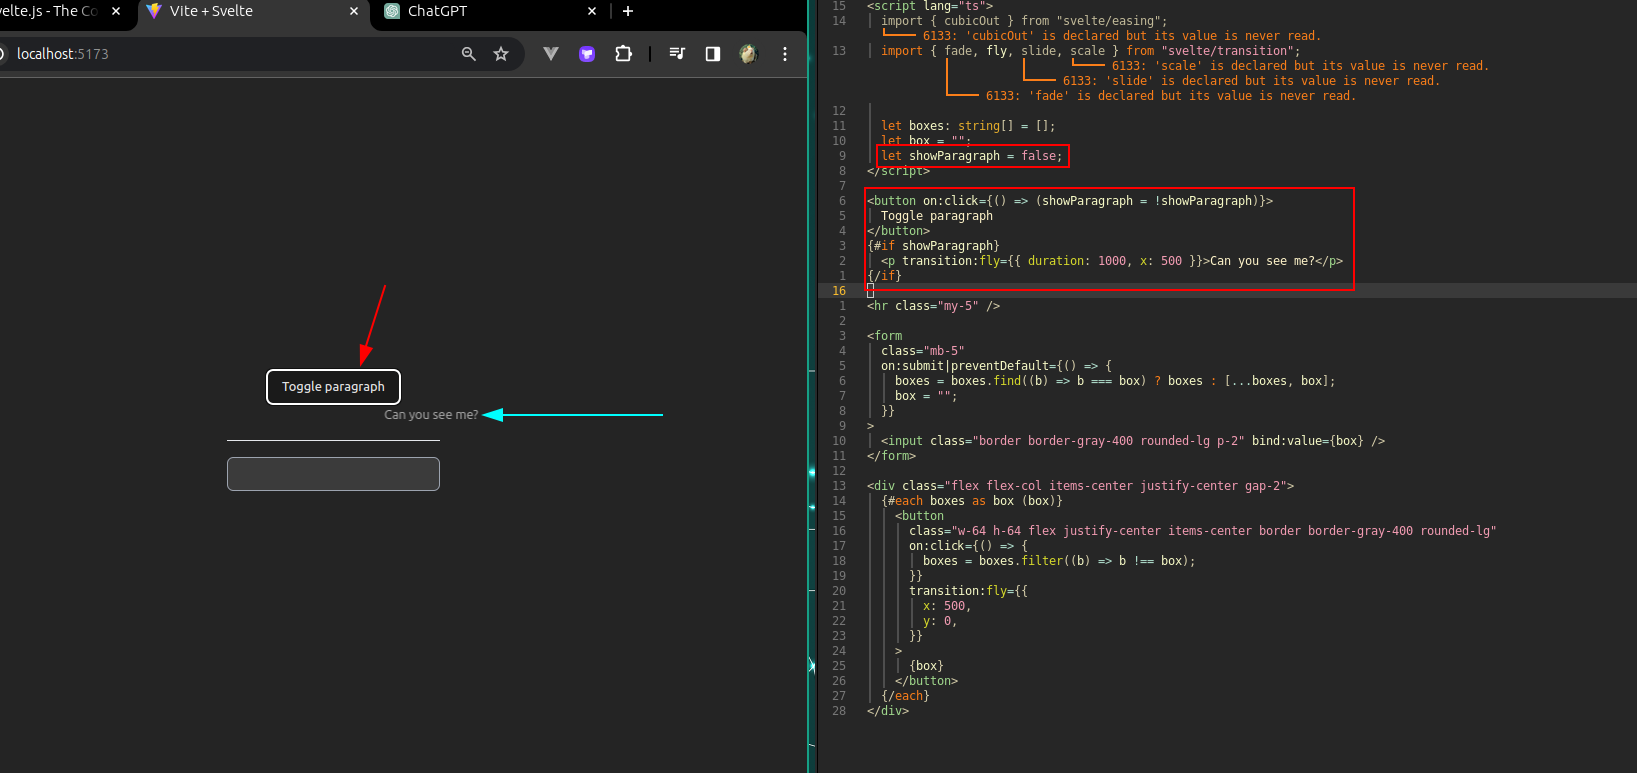 velte.js - The Co
Vite + Svelte
ChatGPT
localhost:5173
Toggle paragraph
Can you see me?
15 <script lang="ts">
14 import { cubicOut } from "svelte/easing";
6133: 'cubicOut' is declared but its value is never read.
13 import { fade, fly, slide, scale } from "svelte/transition";
6133: 'scale' is declared but its value is never read.
6133: 'slide' is declared but its value is never read.
6133: 'fade' is declared but its value is never read.
12
11 let boxes: string[] = [];
10 let box = "";
9 let showParagraph = false;
8 </script>
7
6 <button on:click={() => (showParagraph = !showParagraph)}>
5 Toggle paragraph
4 </button>
3 {#if showParagraph}
2 <p transition:fly={{ duration: 1000, x: 500 }}>Can you see me?</p>
1 {/if}
16
1 <hr class="my-5" />
2
3 <form
4 class="mb-5"
5 on:submit|preventDefault={() => {
6 boxes = boxes.find((b) => b === box) ? boxes : [...boxes, box];
7 box = "";
8 }}
9 >
10 <input class="border border-gray-400 rounded-lg p-2" bind:value={box} />
11 </form>
12
13 <div class="flex flex-col items-center justify-center gap-2">
14 {#each boxes as box (box)}
15 <button
16 class="w-64 h-64 flex justify-center items-center border border-gray-400 rounded-lg"
17 on:click={() => {
18 boxes = boxes.filter((b) => b !== box);
19 }}
20 transition:fly={{
21 x: 500,
22 y: 0,
23 }}
24 >
25 {box}
26 </button>
27 {/each}
28 </div>